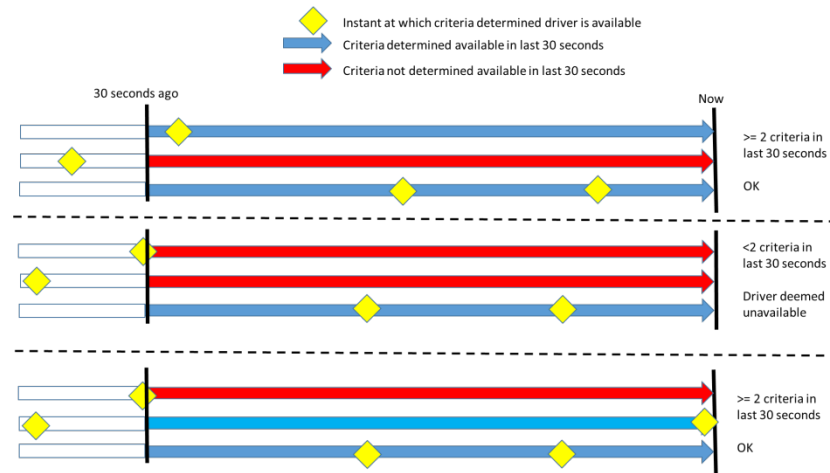 Instant at which criteria determined driver is available
Criteria determined available in last 30 seconds
Criteria not determined available in last 30 seconds
30 seconds ago
Now
>= 2 criteria in
last 30 seconds
OK
<2 criteria in
last 30 seconds
Driver deemed
unavailable
>= 2 criteria in
last 30 seconds
OK